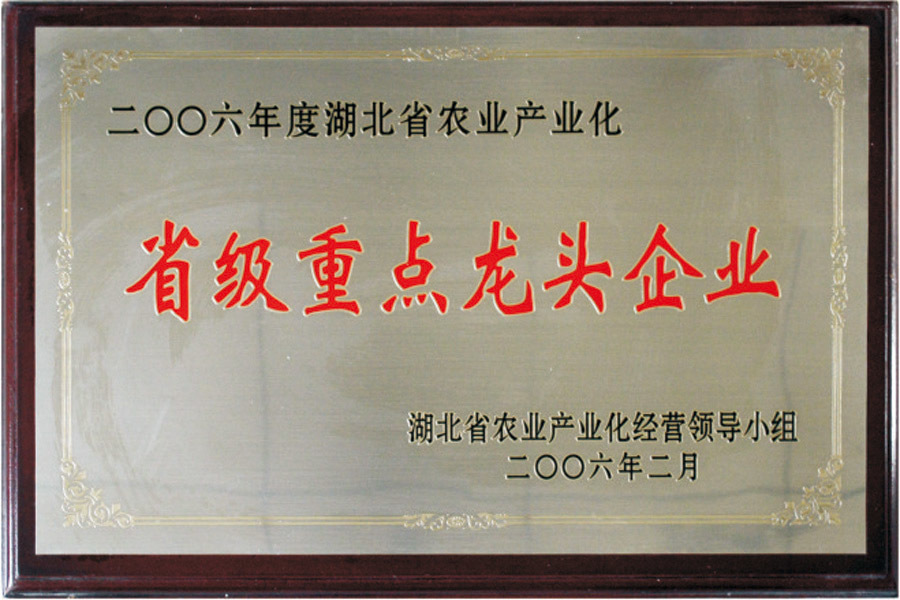 二〇〇六年度湖北省农业产业化
省级重点龙头企业
湖北省农业产业化经营领导小组
二〇〇六年二月